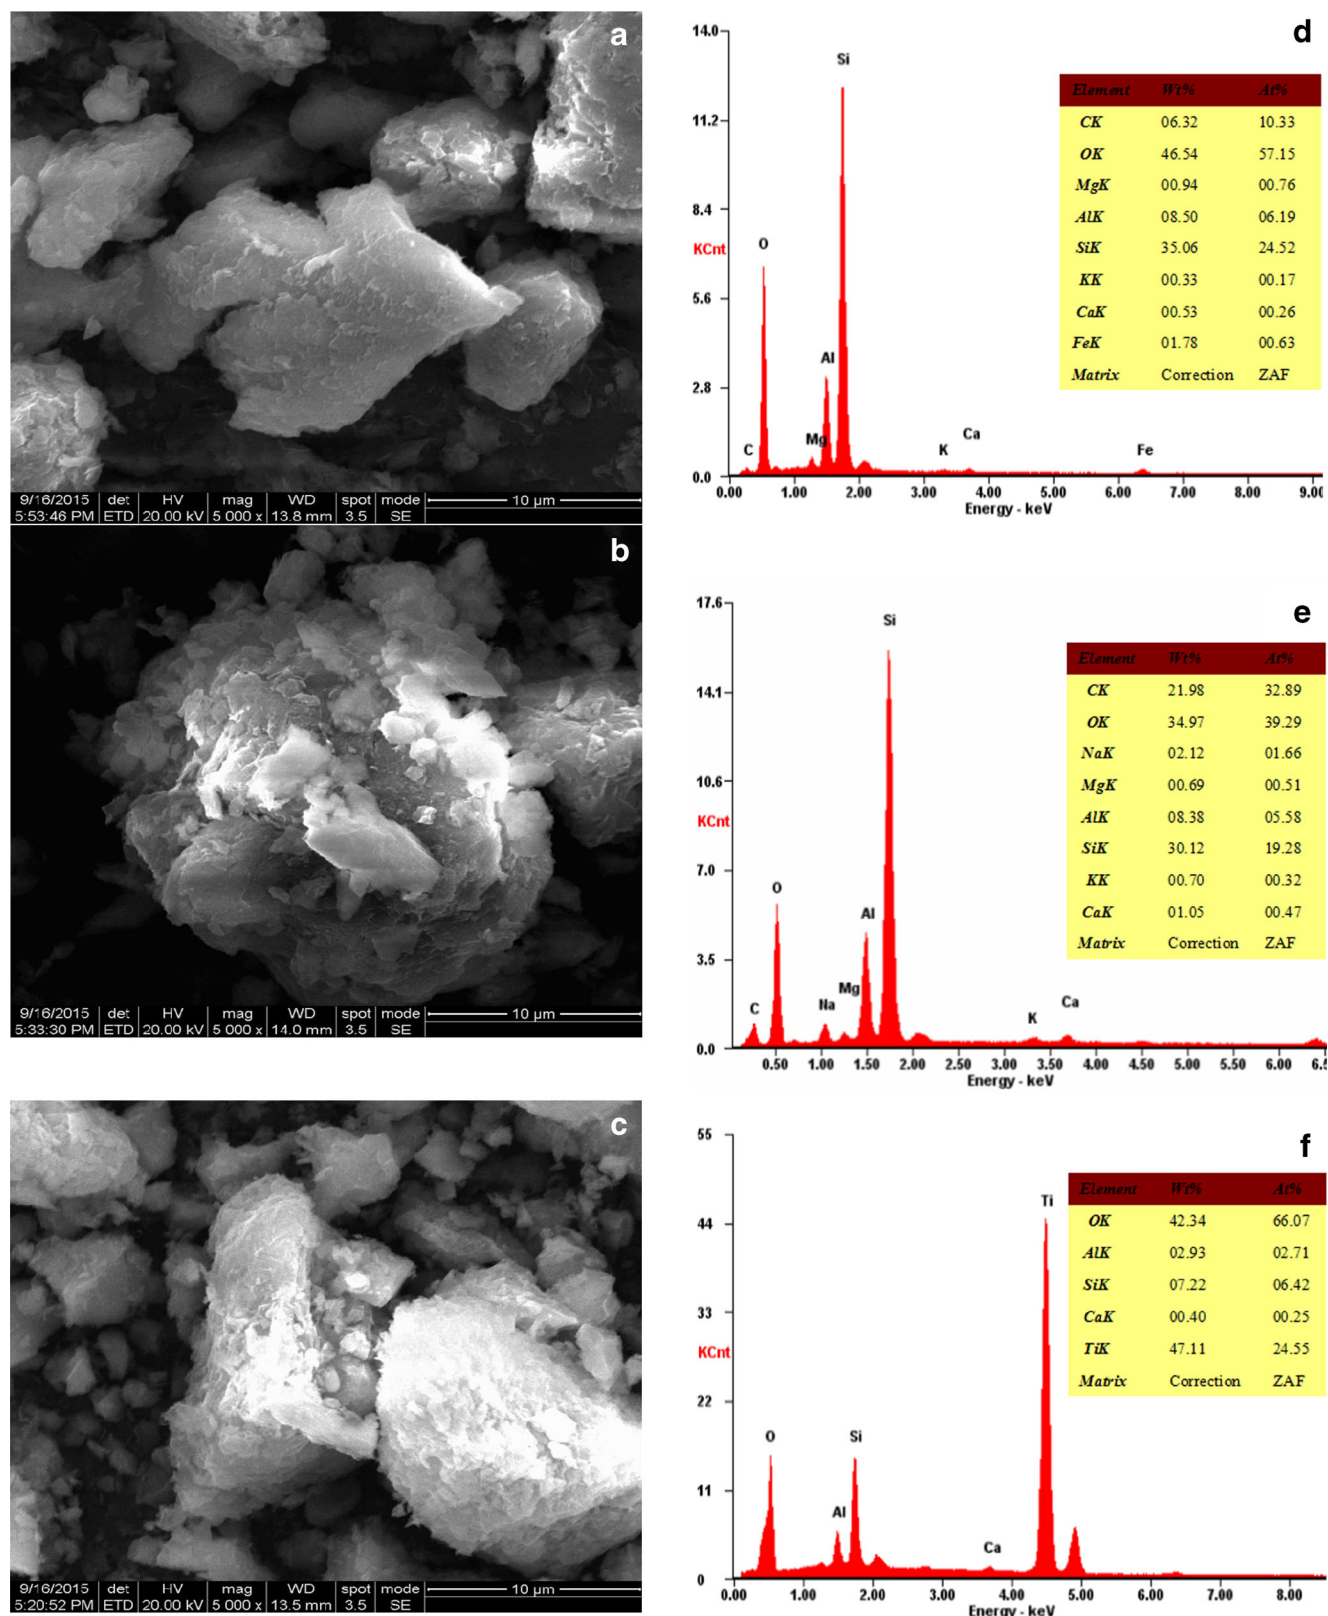 a
9/16/2015 det HV mag WD spot mode 10 µm
5:53:46 PM ETD 20.00 kV 5 000 x 13.8 mm 3.5 SE
b
9/16/2015 det HV mag WD spot mode 10 µm
5:33:30 PM ETD 20.00 kV 5 000 x 14.0 mm 3.5 SE
c
9/16/2015 det HV mag WD spot mode 10 µm
5:20:52 PM ETD 20.00 kV 5 000 x 13.5 mm 3.5 SE
d
14.0
11.2
8.4
KCnt
5.6
2.8
0.0
C
O
Mg
Al
Si
K
Ca
Fe
0.00 1.00 2.00 3.00 4.00 5.00 6.00 7.00 8.00 9.00
Energy - keV
Element Wt% At%
CK 06.32 10.33
OK 46.54 57.15
MgK 00.94 00.76
AlK 08.50 06.19
SiK 35.06 24.52
KK 00.33 00.17
CaK 00.53 00.26
FeK 01.78 00.63
Matrix Correction ZAF
e
17.6
14.1
10.6
KCnt
7.0
3.5
0.0
C
O
Na
Mg
Al
Si
K
Ca
0.50 1.00 1.50 2.00 2.50 3.00 3.50 4.00 4.50 5.00 5.50 6.00 6.5
Energy - keV
Element Wt% At%
CK 21.98 32.89
OK 34.97 39.29
NaK 02.12 01.66
MgK 00.69 00.51
AlK 08.38 05.58
SiK 30.12 19.28
KK 00.70 00.32
CaK 01.05 00.47
Matrix Correction ZAF
f
55
44
33
KCnt
22
11
0
O
Al
Si
Ca
Ti
0.00 1.00 2.00 3.00 4.00 5.00 6.00 7.00 8.00
Energy - keV
Element Wt% At%
OK 42.34 66.07
AlK 02.93 02.71
SiK 07.22 06.42
CaK 00.40 00.25
TiK 47.11 24.55
Matrix Correction ZAF